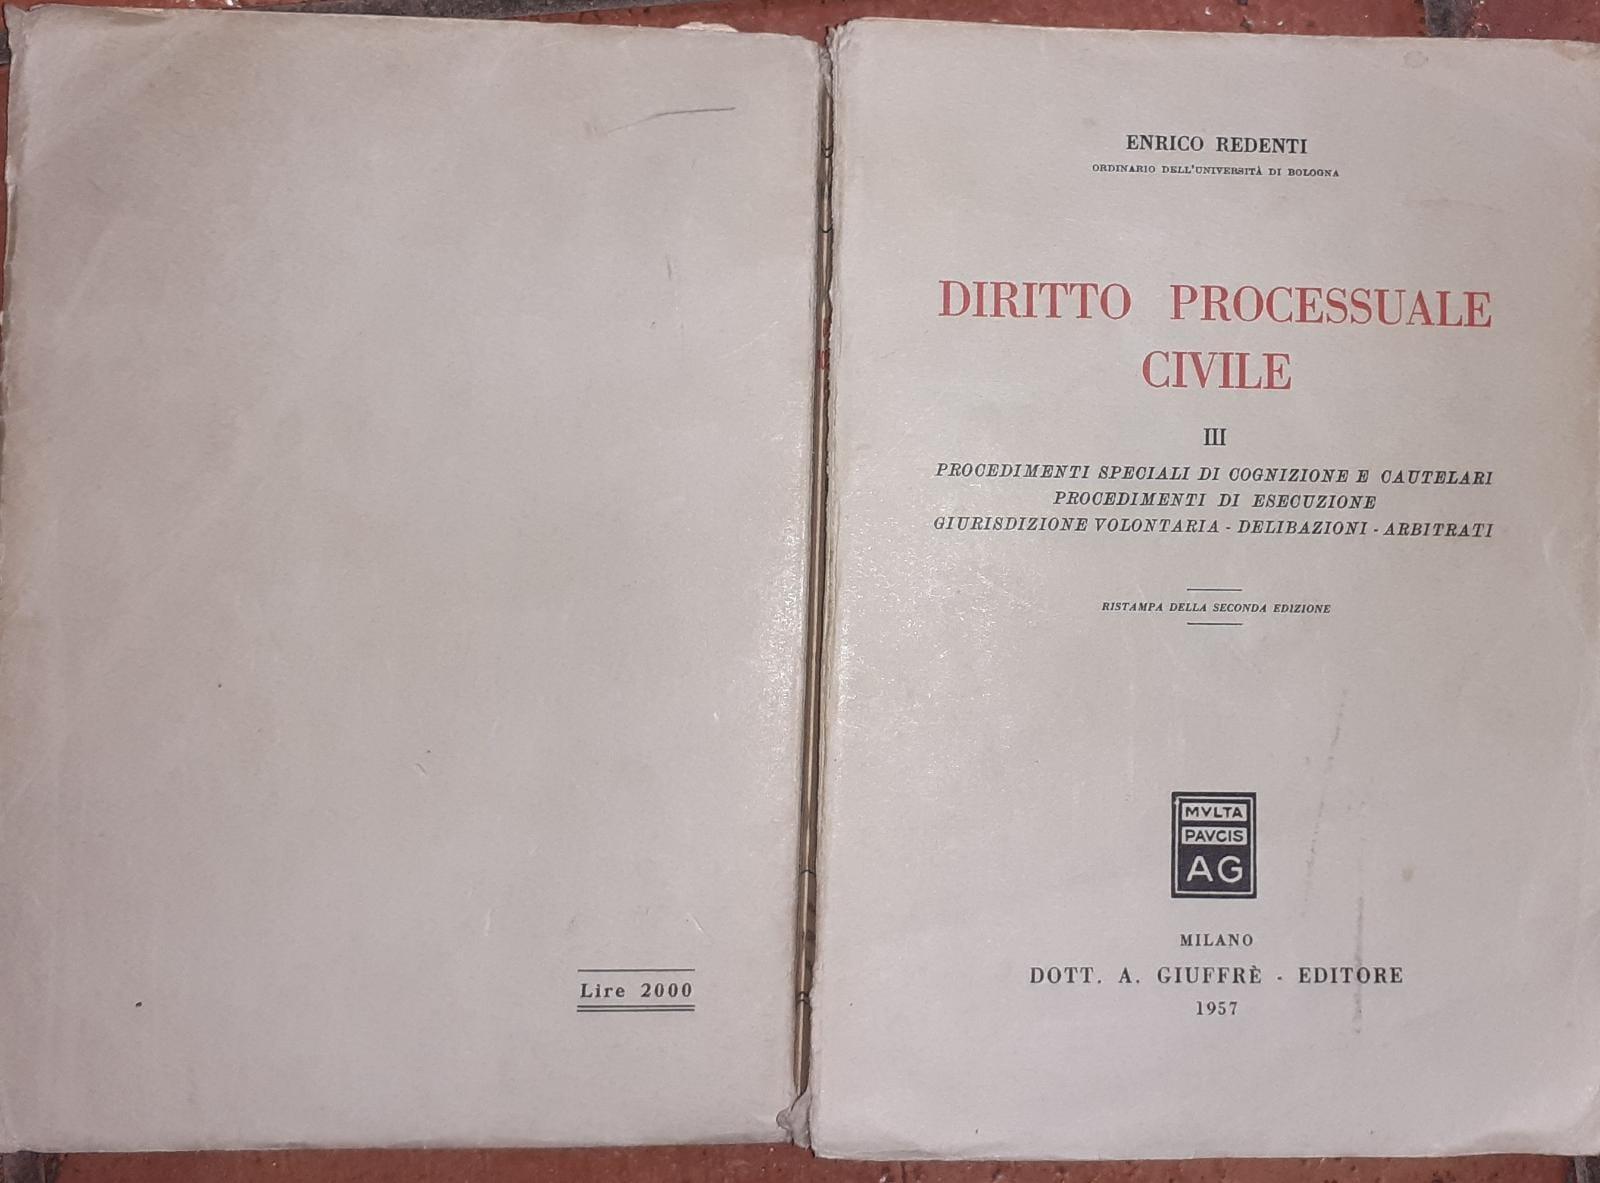 Lire 2000
ENRICO REDENTI
ORDINARIO DELL'UNIVERSITÀ DI BOLOGNA
DIRITTO PROCESSUALE
CIVILE
III
PROCEDIMENTI SPECIALI DI COGNIZIONE E CAUTELARI
PROCEDIMENTI DI ESECUZIONE
GIURISDIZIONE VOLONTARIA - DELIBAZIONI - ARBITRATI
RISTAMPA DELLA SECONDA EDIZIONE
MVLTA
PAVCIS
AG
MILANO
DOTT. A. GIUFFRÈ - EDITORE
1957